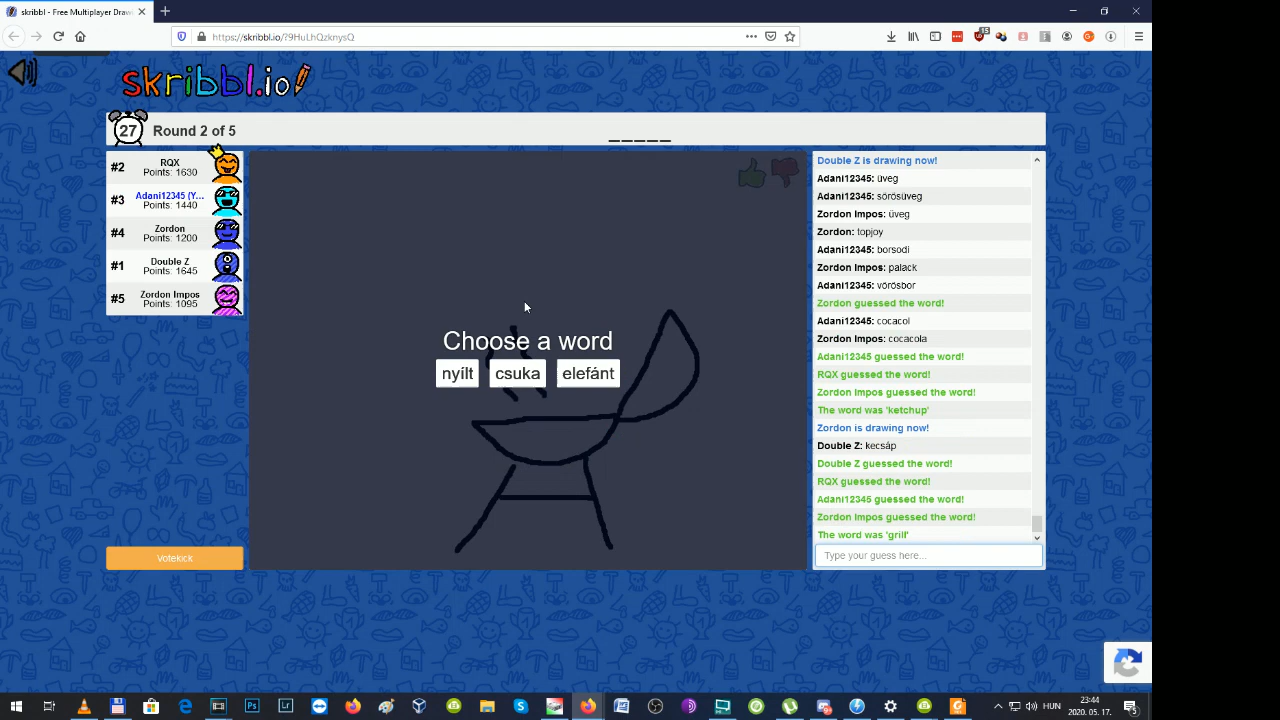 skribbl - Free Multiplayer Draw
https://skribbl.io/?9HuLhQzknysQ
15
skribbl.io
27
Round 2 of 5
_____
#2
RQX
Points: 1630
#3
Adani12345 (Y...
Points: 1440
#4
Zordon
Points: 1200
#1
Double Z
Points: 1645
#5
Zordon Impos
Points: 1095
Votekick
Choose a word
nyílt
csuka
elefánt
Double Z is drawing now!
Adani12345: üveg
Adani12345: sörösüveg
Zordon Impos: üveg
Zordon: topjoy
Adani12345: borsodi
Zordon Impos: palack
Adani12345: vörösbor
Zordon guessed the word!
Adani12345: cocacol
Zordon Impos: cocacola
Adani12345 guessed the word!
RQX guessed the word!
Zordon Impos guessed the word!
The word was 'ketchup'
Zordon is drawing now!
Double Z: kecsáp
Double Z guessed the word!
RQX guessed the word!
Adani12345 guessed the word!
Zordon Impos guessed the word!
The word was 'grill'
Type your guess here...
HUN
23:44
2020. 05. 17.